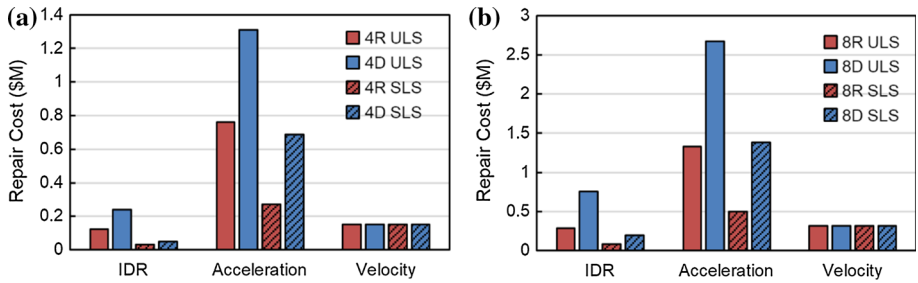 (a)
Repair Cost ($M)
1.4
1.2
1
0.8
0.6
0.4
0.2
0
4R ULS
4D ULS
4R SLS
4D SLS
IDR
Acceleration
Velocity
(b)
Repair Cost ($M)
3
2.5
2
1.5
1
0.5
0
8R ULS
8D ULS
8R SLS
8D SLS
IDR
Acceleration
Velocity